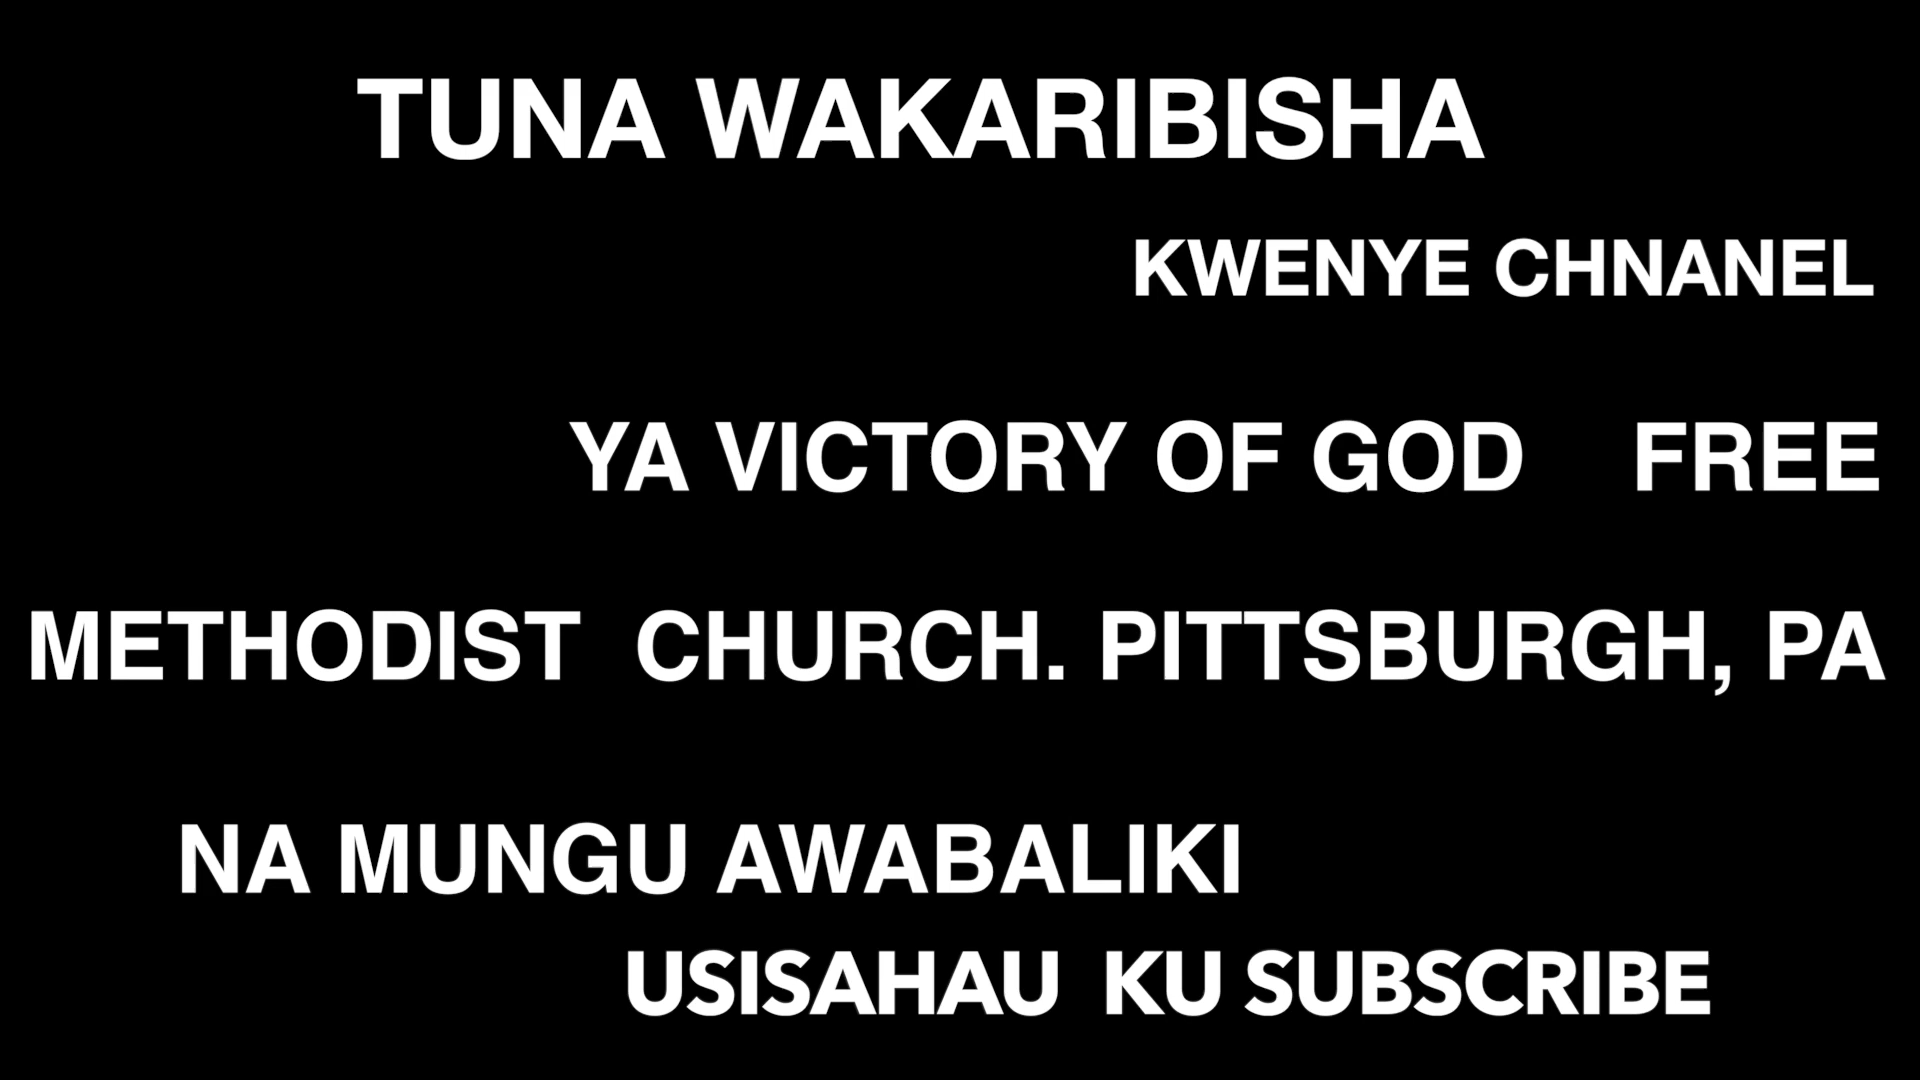 TUNA WAKARIBISHA
KWENYE CHNANEL
YA VICTORY OF GOD FREE
METHODIST CHURCH. PITTSBURGH, PA
NA MUNGU AWABALIKI
USISAHAU KU SUBSCRIBE